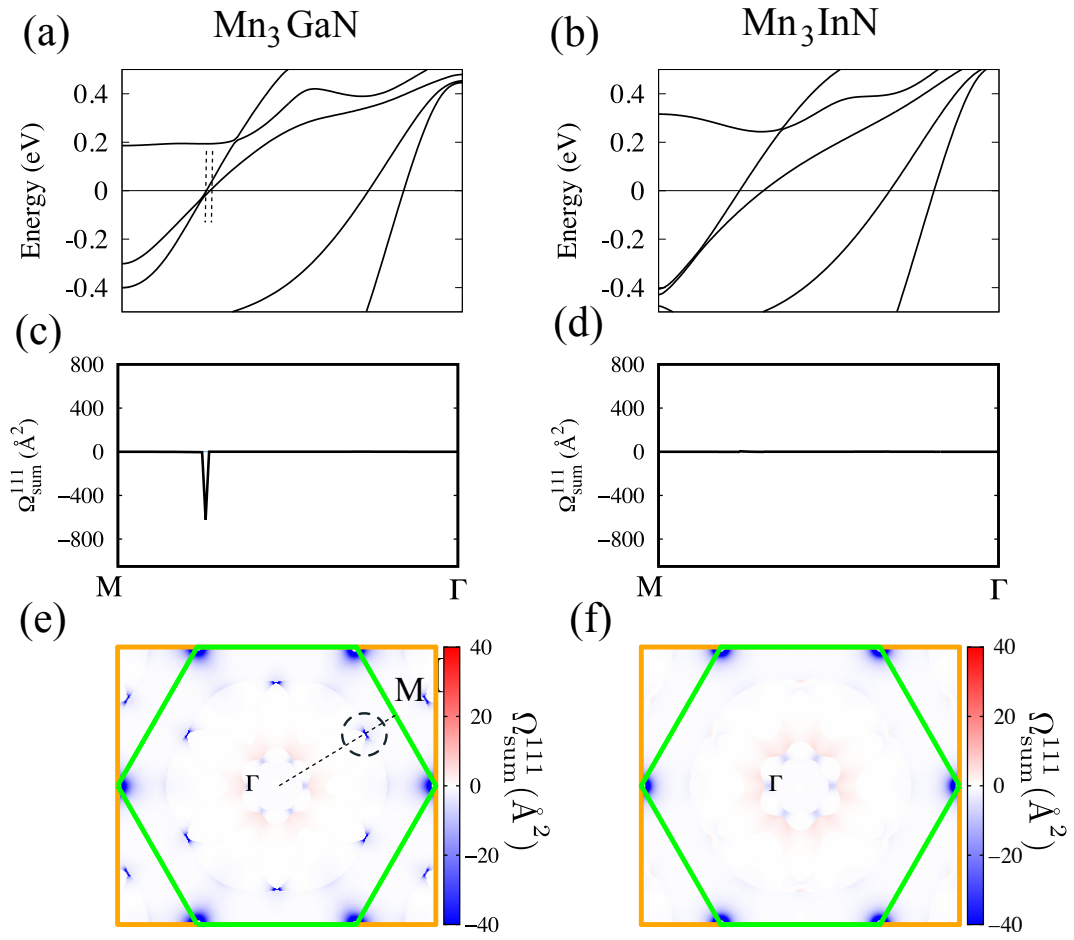 (a) Mn₃GaN
(b) Mn₃InN
Energy (eV)
0.4
0.2
0
-0.2
-0.4
Energy (eV)
0.4
0.2
0
-0.2
-0.4
(c)
Ω¹¹¹sum (Å²)
800
400
0
−400
−800
M Γ
(d)
Ω¹¹¹sum (Å²)
800
400
0
−400
−800
M Γ
(e)
M
Γ
40
20
0
−20
−40
Ω¹¹¹sum (Å²)
(f)
Γ
40
20
0
−20
−40
Ω¹¹¹sum (Å²)